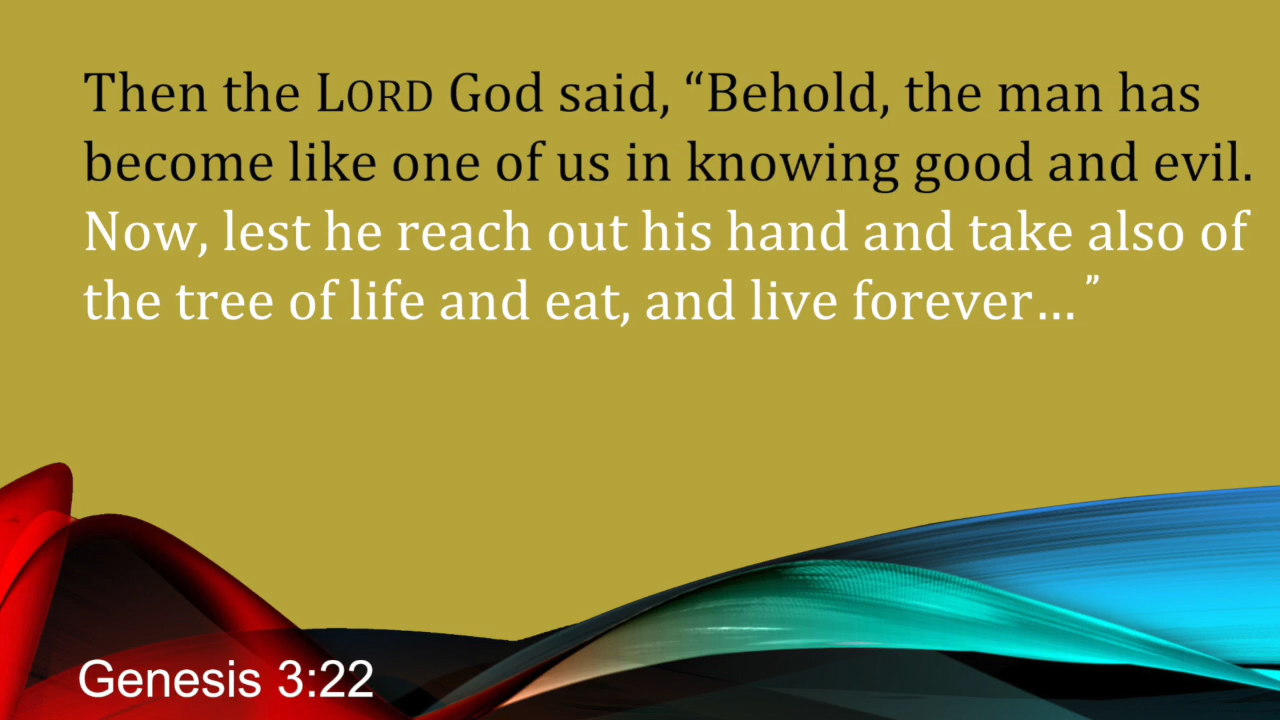 Then the LORD God said, “Behold, the man has
become like one of us in knowing good and evil.
Now, lest he reach out his hand and take also of
the tree of life and eat, and live forever…”
Genesis 3:22